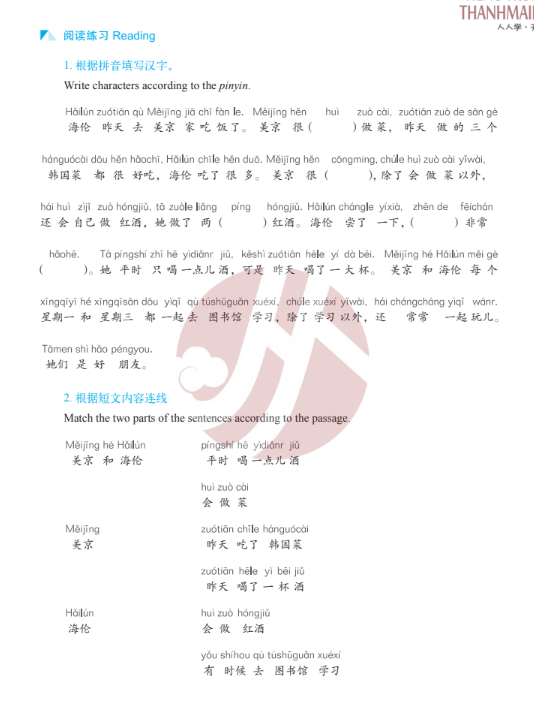 THANHMAI
人人学、
阅读练习 Reading
1. 根据拼音填写汉字。
Write characters according to the pinyin.
Hǎilún zuótiān qù Měijīng jiā chī fàn le. Měijīng hěn huì zuò cài, zuótiān zuò de sān gè
海伦 昨天 去 美京 家 吃 饭 了。 美京 很 ( ) 做 菜, 昨天 做 的 三 个
hánguócài dōu hěn hǎochī, Hǎilún chīle hěn duō. Měijīng hěn cōngming, chúle huì zuò cài yǐwài,
韩国菜 都 很 好吃, 海伦 吃了 很 多。 美京 很 ( ), 除了 会 做 菜 以外,
hái huì zìjǐ zuò hóngjiǔ, tā zuòle liǎng píng hóngjiǔ. Hǎilún chángle yíxià, zhēn de fēichán
还 会 自己 做 红酒, 她 做了 两 ( ) 红酒。 海伦 尝了 一下, ( ) 非常
hǎohē. Tā píngshí zhǐ hē yìdiǎnr jiǔ, kěshì zuótiān hēle yí dà bēi. Měijīng hé Hǎilún měi gè
( )。她 平时 只 喝 一点儿 酒, 可是 昨天 喝了 一 大 杯。 美京 和 海伦 每 个
xīngqīyī hé xīngqīsān dōu yìqǐ qù túshūguǎn xuéxí, chúle xuéxí yǐwài, hái chángcháng yìqǐ wánr.
星期一 和 星期三 都 一起 去 图书馆 学习, 除了 学习 以外, 还 常常 一起 玩儿。
Tāmen shì hǎo péngyou.
她们 是 好 朋友。
2. 根据短文内容连线
Match the two parts of the sentences according to the passage.
Měijīng hé Hǎilún píngshí hē yìdiǎnr jiǔ
美京 和 海伦 平时 喝 一点儿 酒
huì zuò cài
会 做 菜
Měijīng zuótiān chīle hánguócài
美京 昨天 吃了 韩国菜
zuótiān hēle yì bēi jiǔ
昨天 喝了 一 杯 酒
Hǎilún huì zuò hóngjiǔ
海伦 会 做 红酒
yǒu shíhou qù túshūguǎn xuéxí
有 时候 去 图书馆 学习